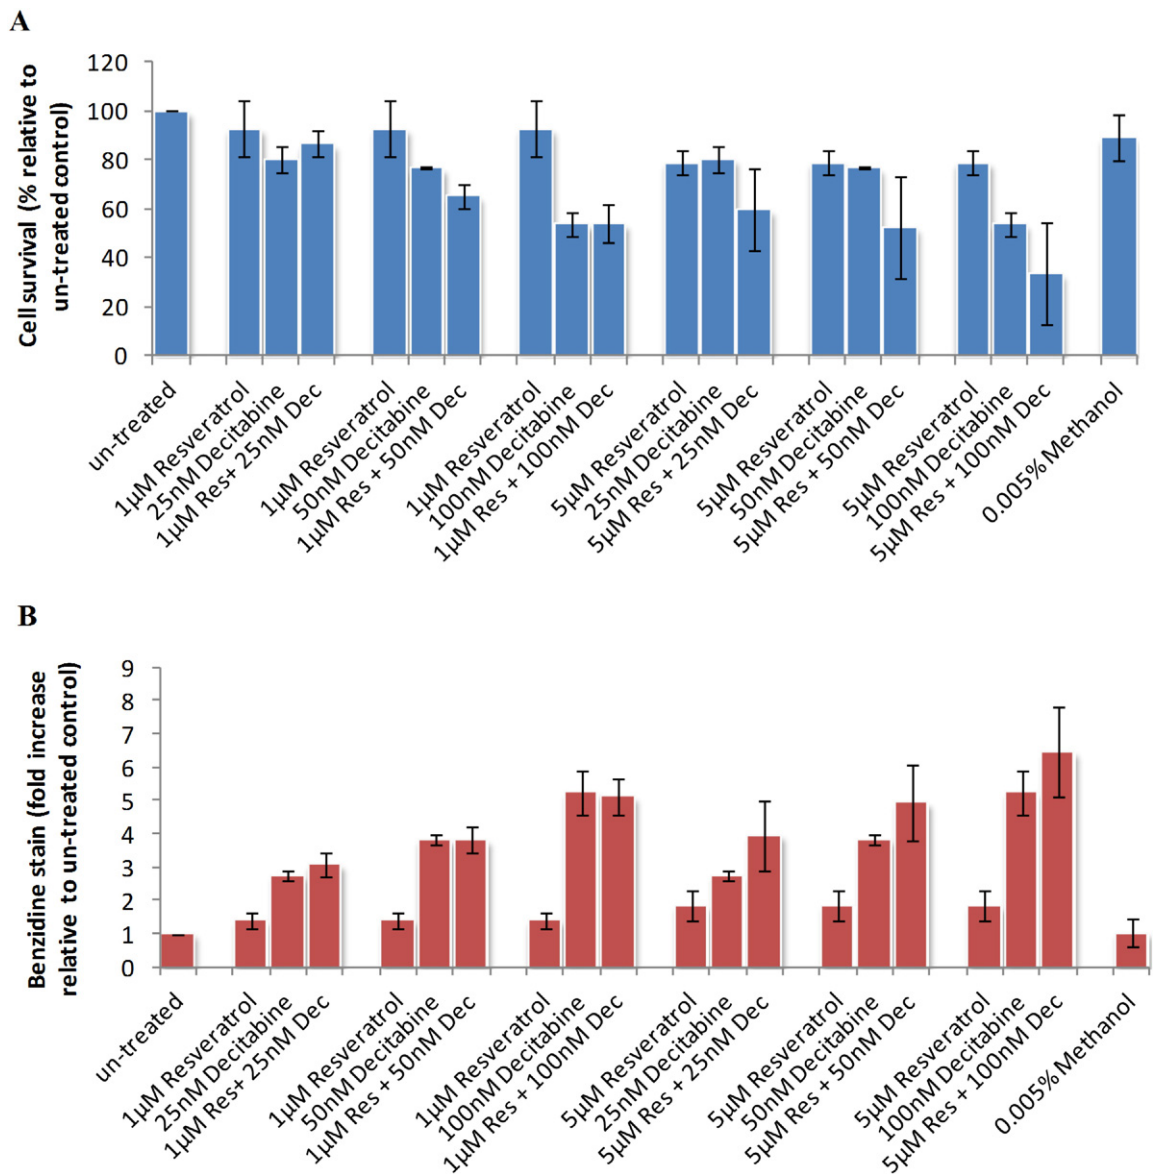 A
Cell survival (% relative to
un-treated control)
120
100
80
60
40
20
0
un-treated
1µM Resveratrol
25nM Decitabine
1µM Res+ 25nM Dec
1µM Resveratrol
50nM Decitabine
1µM Res + 50nM Dec
1µM Resveratrol
100nM Decitabine
1µM Res + 100nM Dec
5µM Resveratrol
25nM Decitabine
5µM Res + 25nM Dec
5µM Resveratrol
50nM Decitabine
5µM Res + 50nM Dec
5µM Resveratrol
100nM Decitabine
5µM Res + 100nM Dec
0.005% Methanol
B
Benzidine stain (fold increase
relative to un-treated control)
9
8
7
6
5
4
3
2
1
0
un-treated
1µM Resveratrol
25nM Decitabine
1µM Res+ 25nM Dec
1µM Resveratrol
50nM Decitabine
1µM Res + 50nM Dec
1µM Resveratrol
100nM Decitabine
1µM Res + 100nM Dec
5µM Resveratrol
25nM Decitabine
5µM Res + 25nM Dec
5µM Resveratrol
50nM Decitabine
5µM Res + 50nM Dec
5µM Resveratrol
100nM Decitabine
5µM Res + 100nM Dec
0.005% Methanol